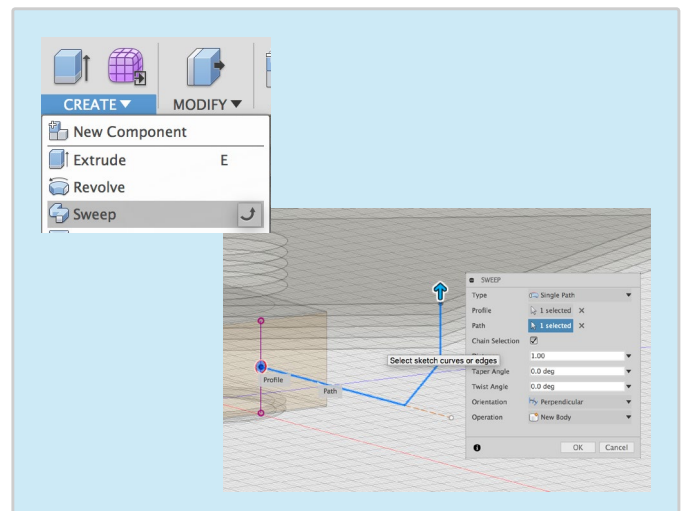 CREATE ▼ MODIFY ▼
New Component
Extrude E
Revolve
Sweep
SWEEP
Type Single Path
Profile 1 selected ×
Path 1 selected ×
Chain Selection
Select sketch curves or edges
1.00
Taper Angle 0.0 deg
Twist Angle 0.0 deg
Orientation Perpendicular
Operation New Body
OK Cancel
Profile
Path